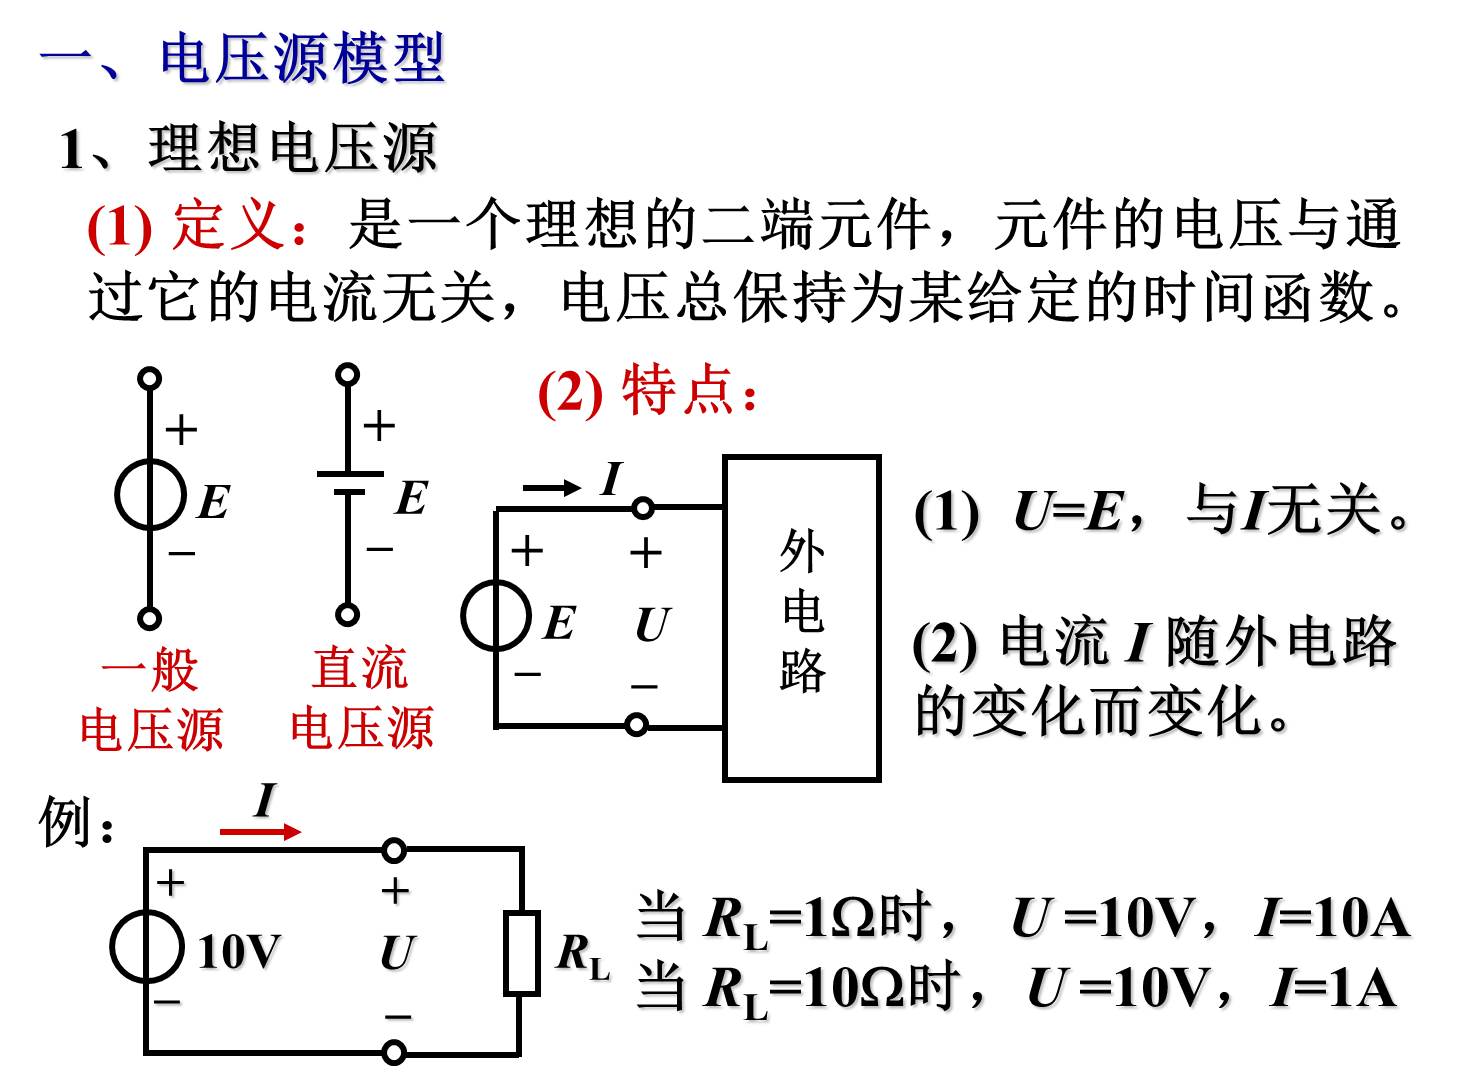 一、电压源模型
1、理想电压源
(1) 定义：是一个理想的二端元件，元件的电压与通
过它的电流无关，电压总保持为某给定的时间函数。
(2) 特点：
+
E
−
一般
电压源
+
E
−
直流
电压源
I
+
E
−
+
U
−
外
电
路
(1) U=E，与I无关。
(2) 电流 I 随外电路
的变化而变化。
例：
I
+
10V
−
+
U
−
RL
当 RL=1Ω时， U =10V，I=10A
当 RL=10Ω时， U =10V，I=1A